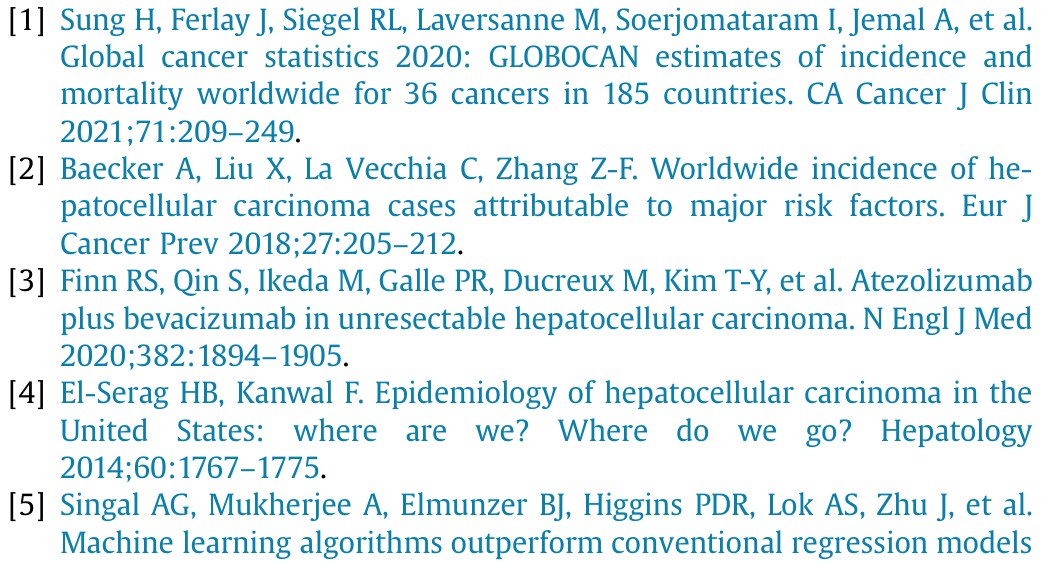 [1] Sung H, Ferlay J, Siegel RL, Laversanne M, Soerjomataram I, Jemal A, et al.
Global cancer statistics 2020: GLOBOCAN estimates of incidence and
mortality worldwide for 36 cancers in 185 countries. CA Cancer J Clin
2021;71:209–249.
[2] Baecker A, Liu X, La Vecchia C, Zhang Z-F. Worldwide incidence of he-
patocellular carcinoma cases attributable to major risk factors. Eur J
Cancer Prev 2018;27:205–212.
[3] Finn RS, Qin S, Ikeda M, Galle PR, Ducreux M, Kim T-Y, et al. Atezolizumab
plus bevacizumab in unresectable hepatocellular carcinoma. N Engl J Med
2020;382:1894–1905.
[4] El-Serag HB, Kanwal F. Epidemiology of hepatocellular carcinoma in the
United States: where are we? Where do we go? Hepatology
2014;60:1767–1775.
[5] Singal AG, Mukherjee A, Elmunzer BJ, Higgins PDR, Lok AS, Zhu J, et al.
Machine learning algorithms outperform conventional regression models